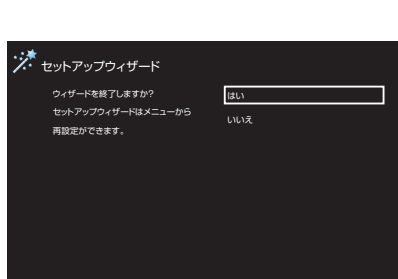 セットアップウィザード
ウィザードを終了しますか?
セットアップウィザードはメニューから
再設定ができます。
はい
いいえ